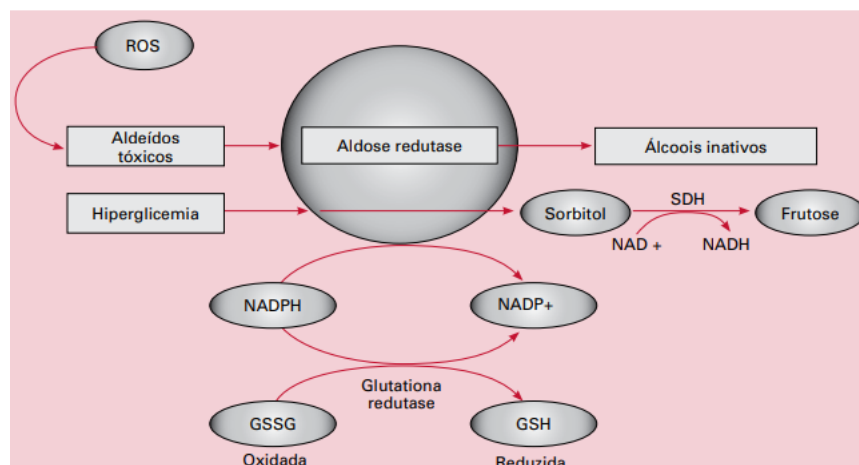 ROS
Aldeídos
tóxicos
Aldose redutase
Álcoois inativos
Hiperglicemia
Sorbitol
SDH
Frutose
NAD +
NADH
NADPH
NADP+
Glutationa
redutase
GSSG
GSH
Oxidada
Reduzida